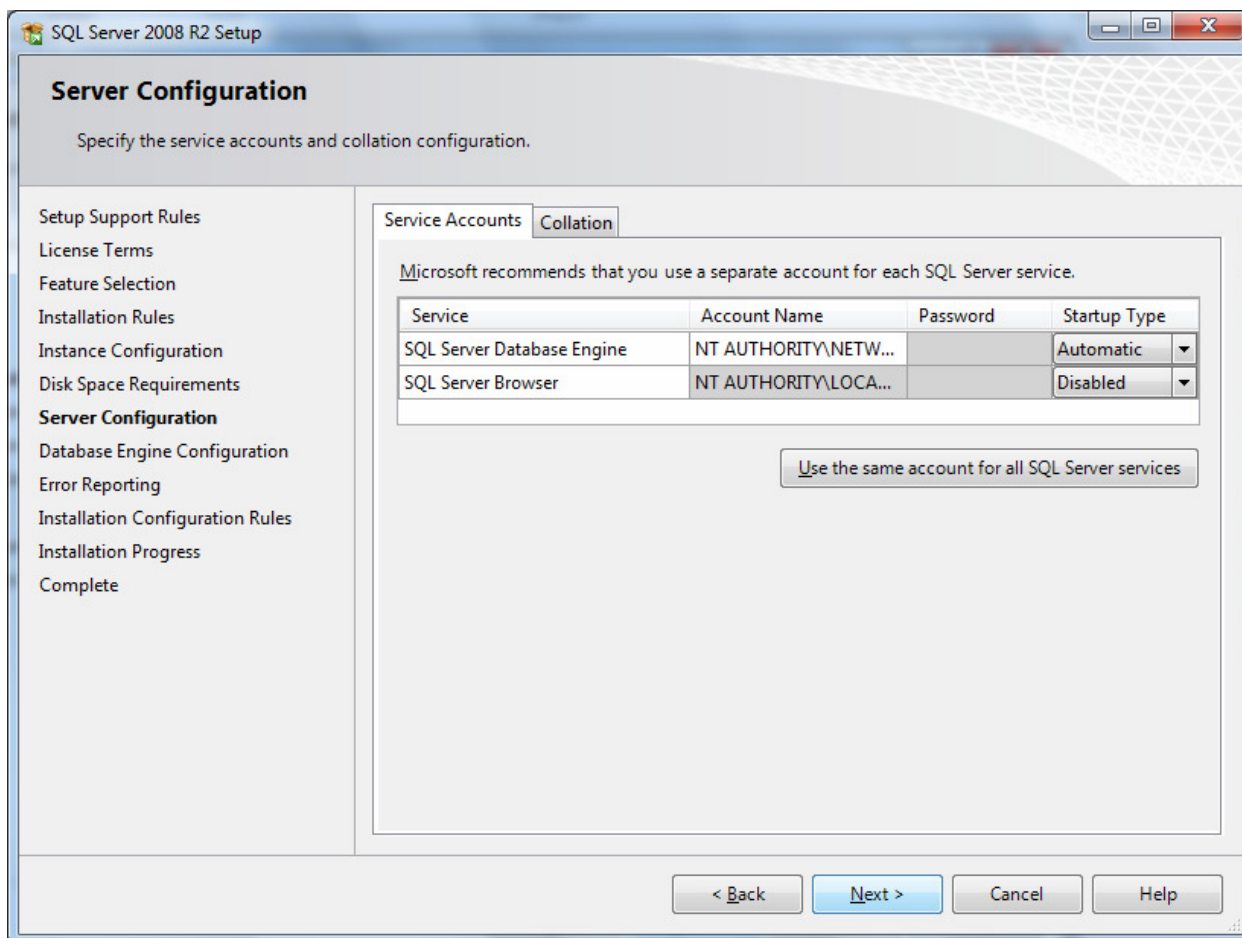 SQL Server 2008 R2 Setup
Server Configuration
Specify the service accounts and collation configuration.
Setup Support Rules
License Terms
Feature Selection
Installation Rules
Instance Configuration
Disk Space Requirements
Server Configuration
Database Engine Configuration
Error Reporting
Installation Configuration Rules
Installation Progress
Complete
Service Accounts Collation
Microsoft recommends that you use a separate account for each SQL Server service.
Service Account Name Password Startup Type
SQL Server Database Engine NT AUTHORITY\NETW... Automatic
SQL Server Browser NT AUTHORITY\LOCA... Disabled
Use the same account for all SQL Server services
< Back Next > Cancel Help